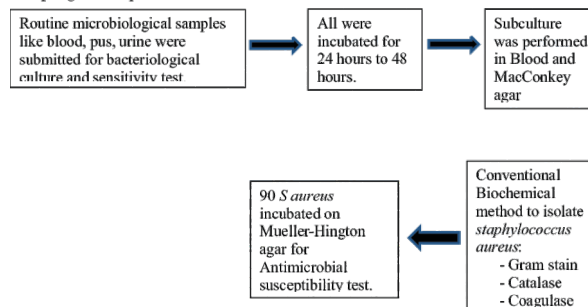 Routine microbiological samples
like blood, pus, urine were
submitted for bacteriological
culture and sensitivity test.
All were
incubated for
24 hours to 48
hours.
Subculture
was performed
in Blood and
MacConkey
agar
Conventional
Biochemical
method to isolate
staphylococcus
aureus:
- Gram stain
- Catalase
- Coagulase
90 S aureus
incubated on
Mueller-Hington
agar for
Antimicrobial
susceptibility test.